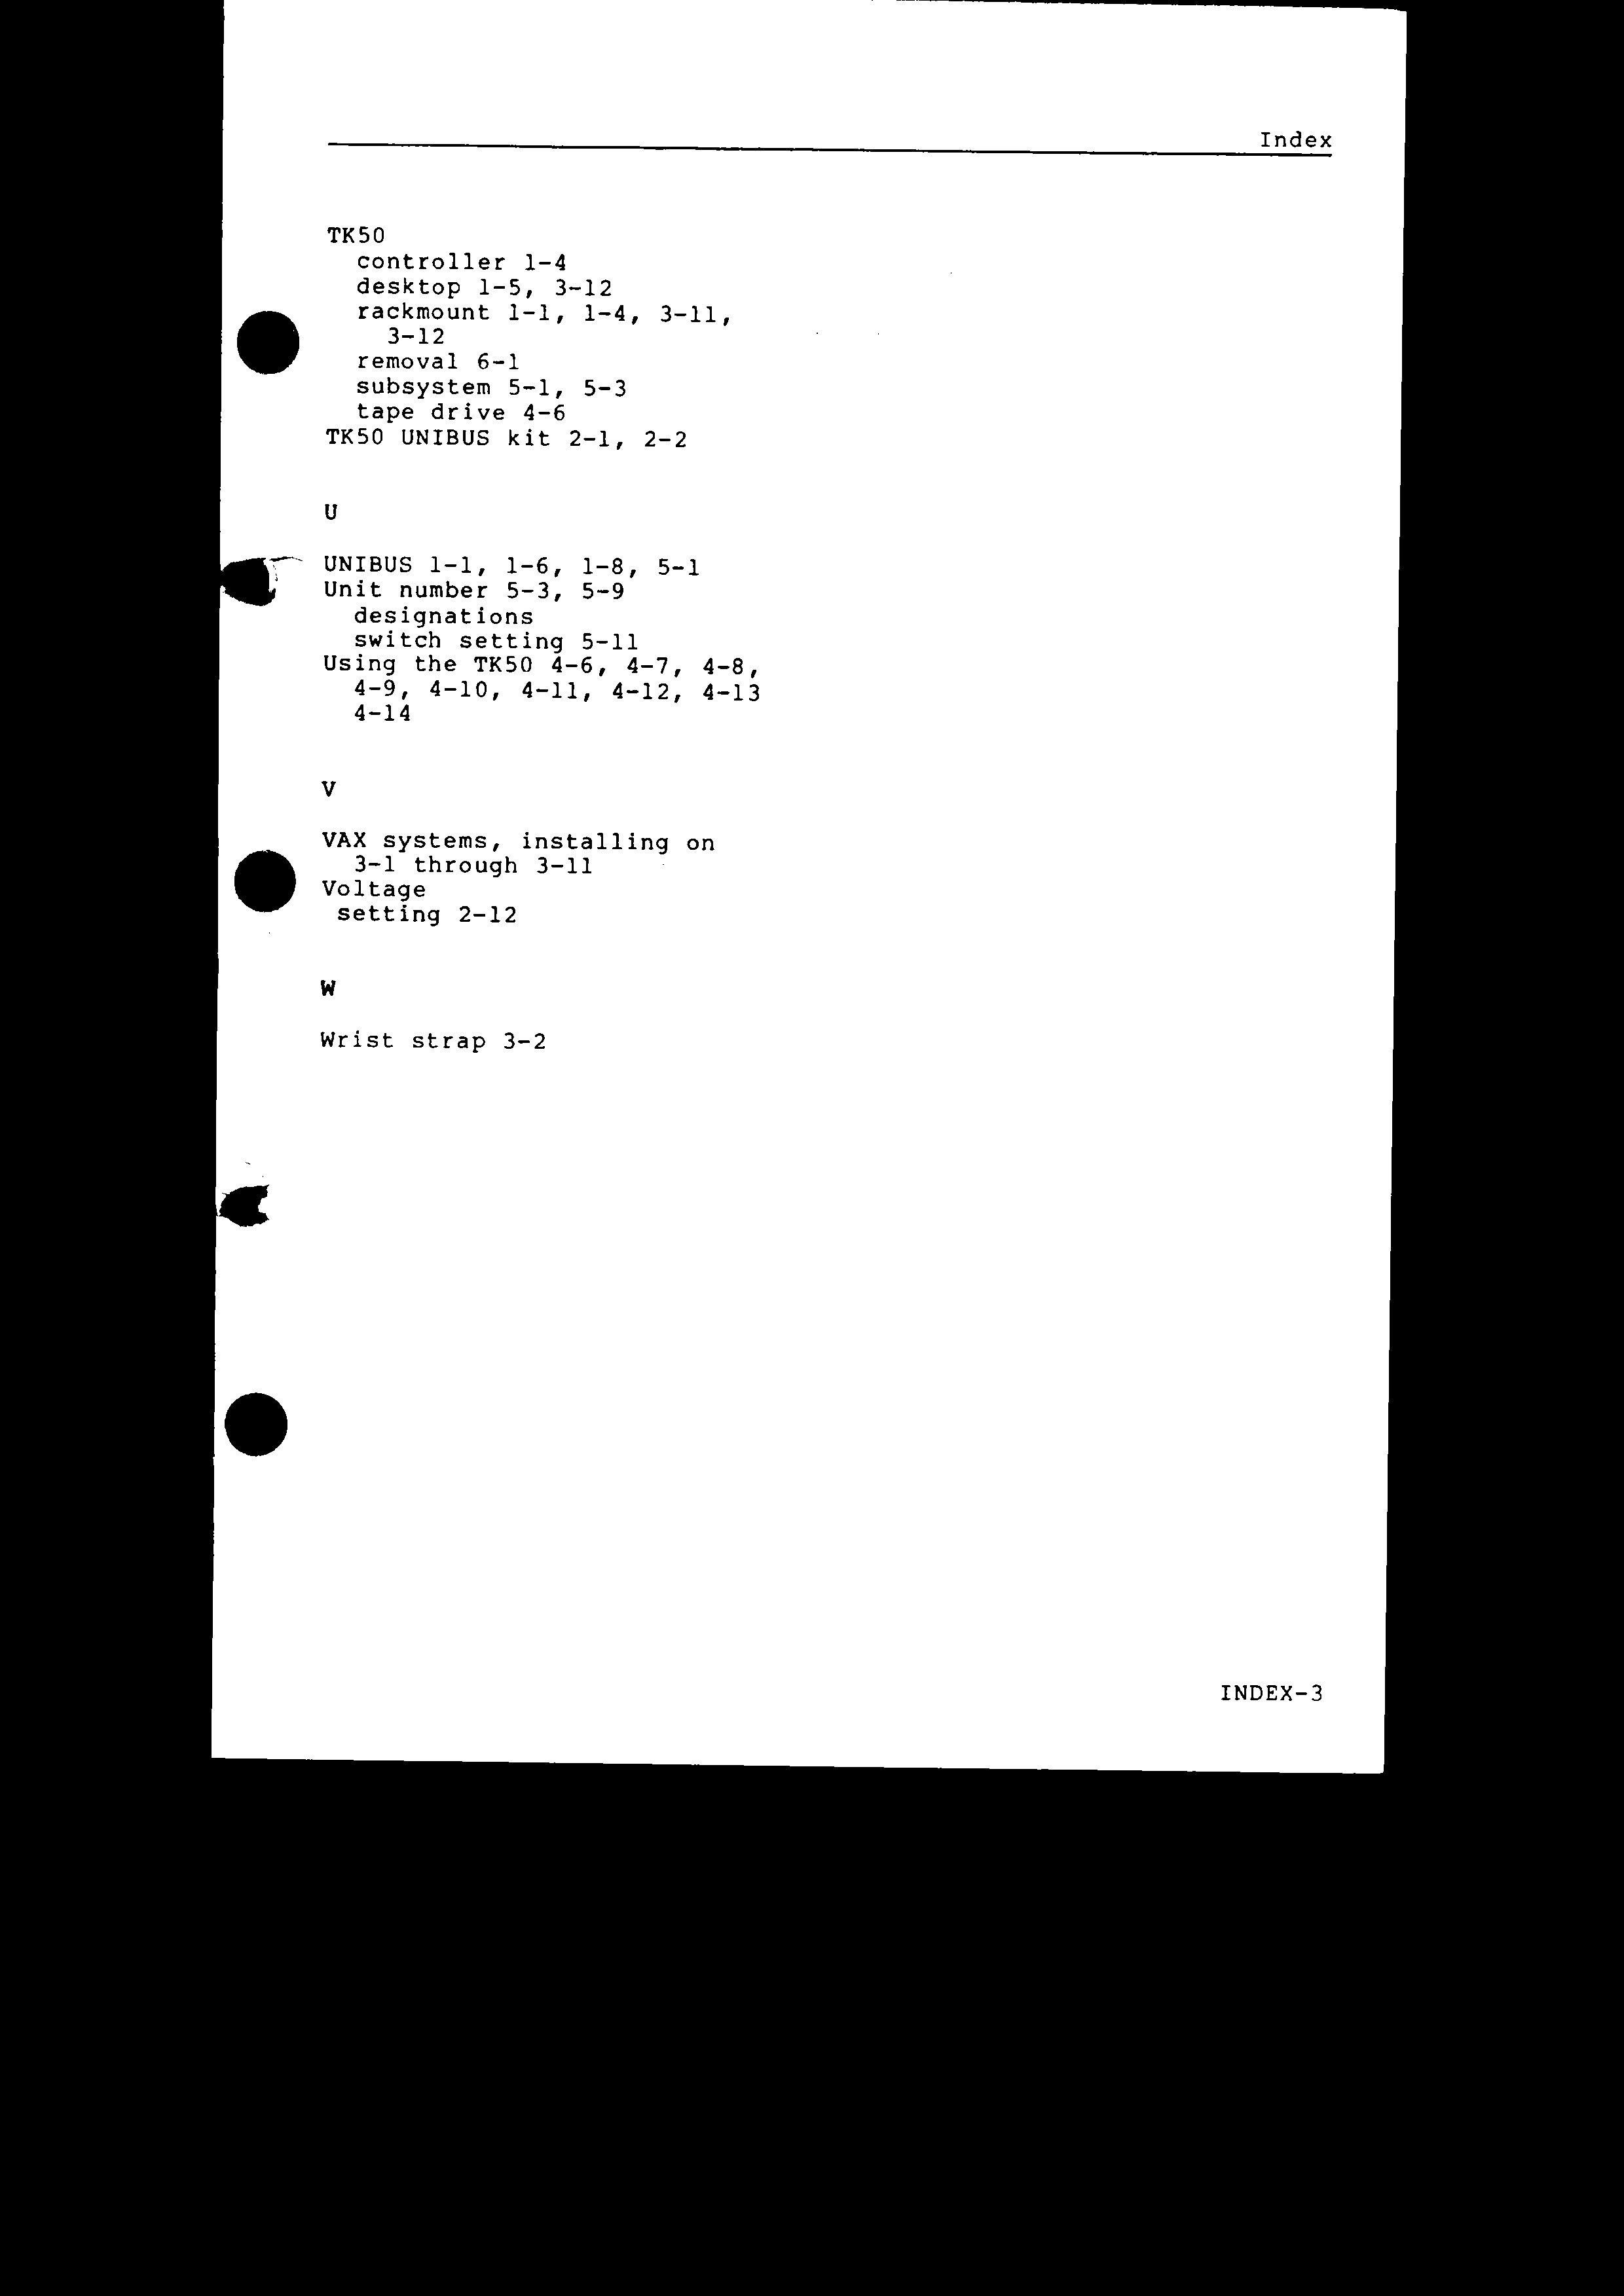 Index
TK50
controller 1-4
desktop 1-5, 3-12
rackmount 1-1, 1-4, 3-11,
3-12
removal 6-1
subsystem 5-1, 5-3
tape drive 4-6
TK50 UNIBUS kit 2-1, 2-2
U
UNIBUS 1-1, 1-6, 1-8, 5-1
Unit number 5-3, 5-9
designations
switch setting 5-11
Using the TK50 4-6, 4-7, 4-8,
4-9, 4-10, 4-11, 4-12, 4-13
4-14
V
VAX systems, installing on
3-1 through 3-11
Voltage
setting 2-12
W
Wrist strap 3-2
INDEX-3